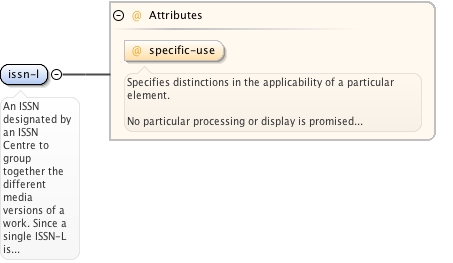 @ Attributes
@ specific-use
Specifies distinctions in the applicability of a particular
element.
No particular processing or display is promised...
issn-l
An ISSN
designated by
an ISSN
Centre to
group
together the
different
media
versions of a
work. Since a
single ISSN-L
is...